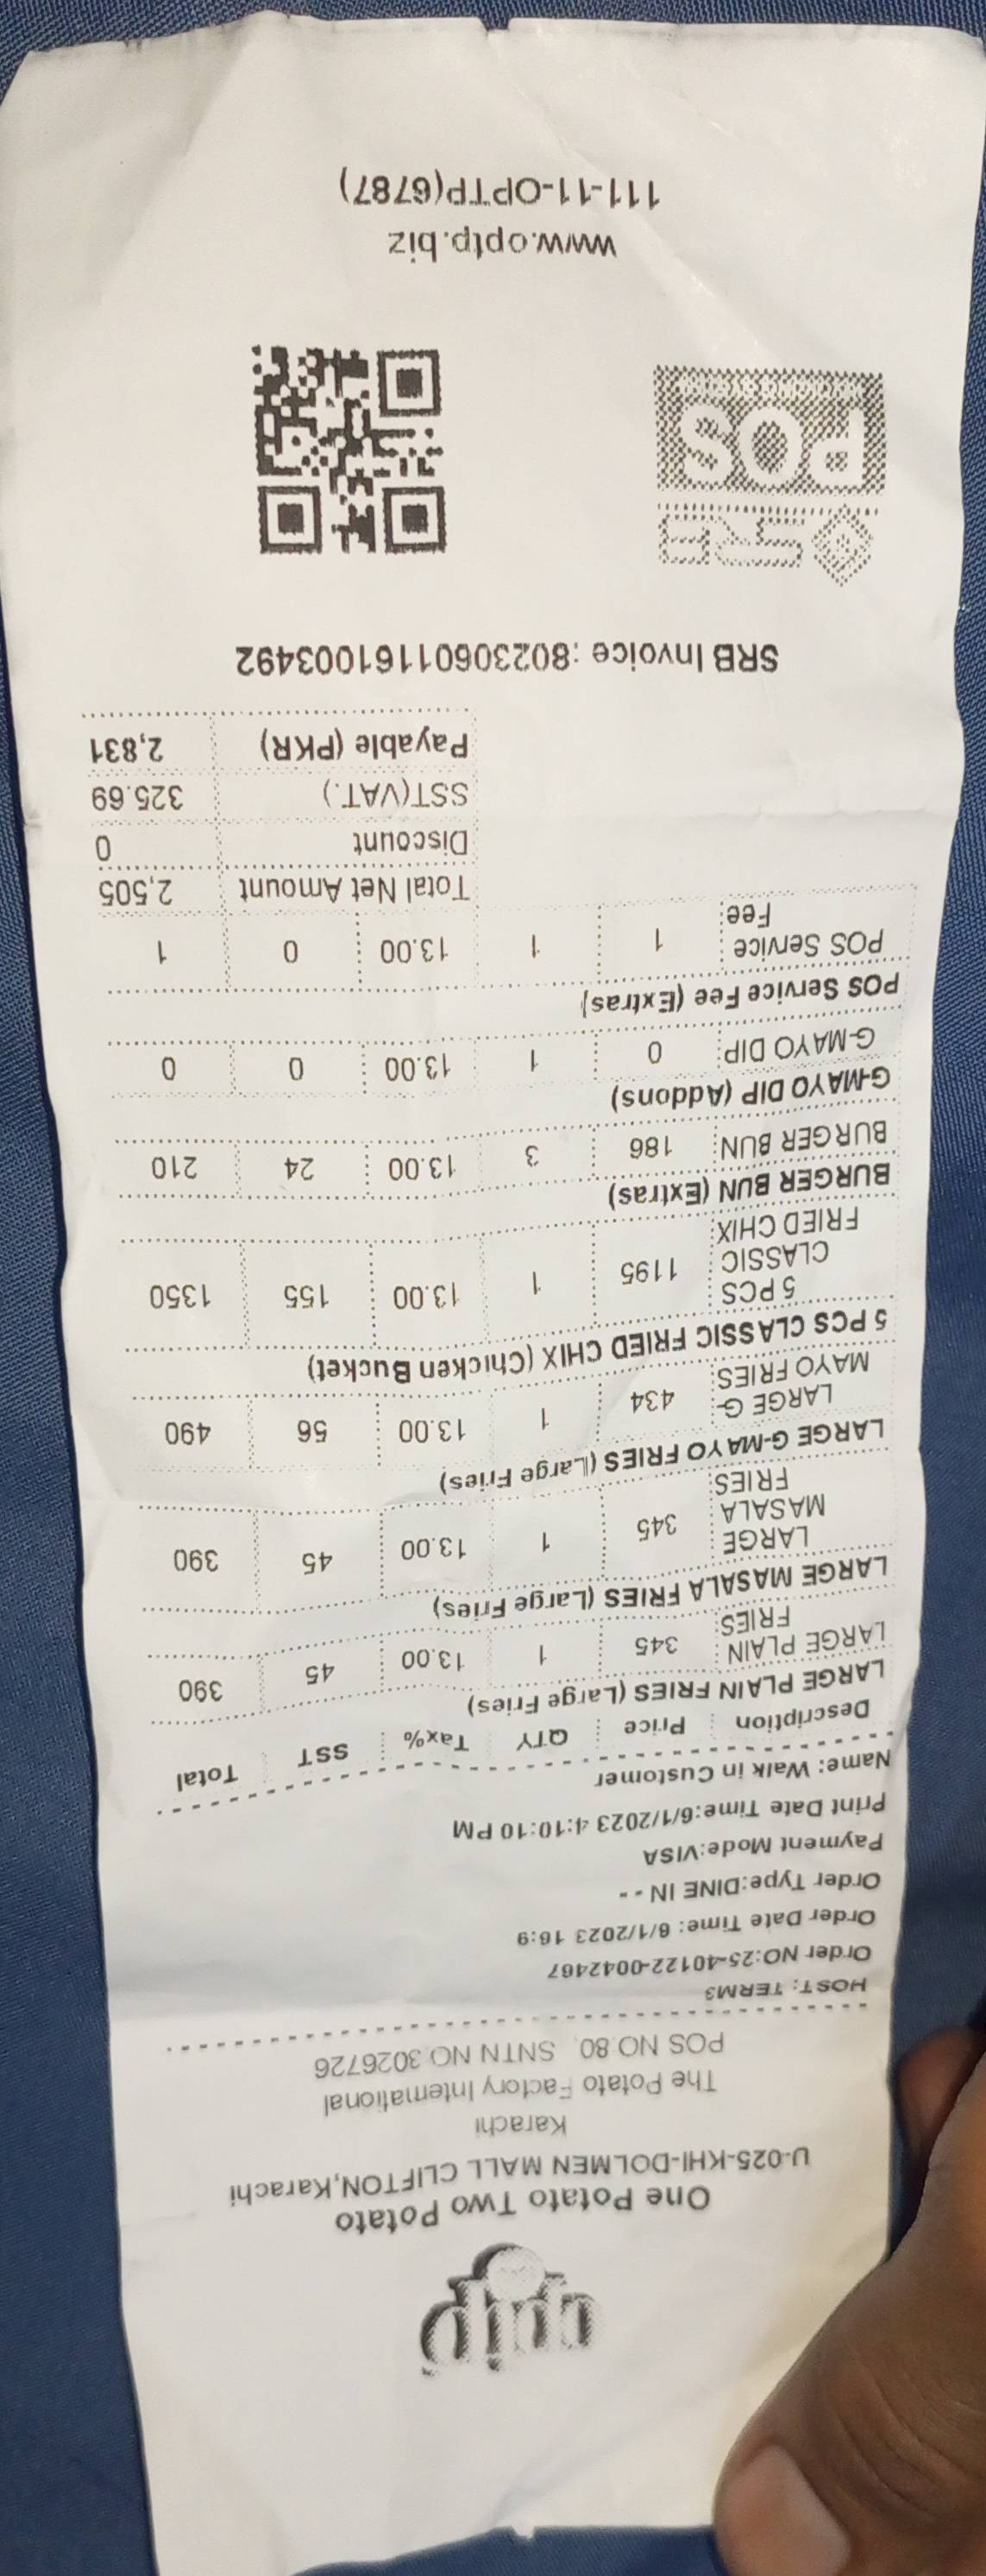 optp
One Potato Two Potato
U-025-KHI-DOLMEN MALL CLIFTON,Karachi
Karachi
The Potato Factory International
POS NO.80, SNTN NO.3026726
HOST: TERM3
Order NO:25-40122-0042467
Order Date Time: 6/1/2023 16:9
Order Type:DINE IN - -
Payment Mode:VISA
Print Date Time:6/1/2023 4:10:10 PM
Name: Walk in Customer
Description Price QTY Tax% SST Total
LARGE PLAIN FRIES (Large Fries)
LARGE PLAIN 345 1 13.00 45 390
FRIES
LARGE MASALA FRIES (Large Fries)
LARGE
MASALA 345 1 13.00 45 390
FRIES
LARGE G-MAYO FRIES (Large Fries)
LARGE G- 434 1 13.00 56 490
MAYO FRIES
5 PCS CLASSIC FRIED CHIX (Chicken Bucket)
5 PCS
CLASSIC 1195 1 13.00 155 1350
FRIED CHIX
BURGER BUN (Extras)
BURGER BUN 186 3 13.00 24 210
G-MAYO DIP (Addons)
G-MAYO DIP 0 1 13.00 0 0
POS Service Fee (Extras)
POS Service 1 1 13.00 0 1
Fee
Total Net Amount 2,505
Discount 0
SST(VAT.) 325.69
Payable (PKR) 2,831
SRB Invoice :80230601161003492
POS
www.optp.biz
111-11-OPTP(6787)